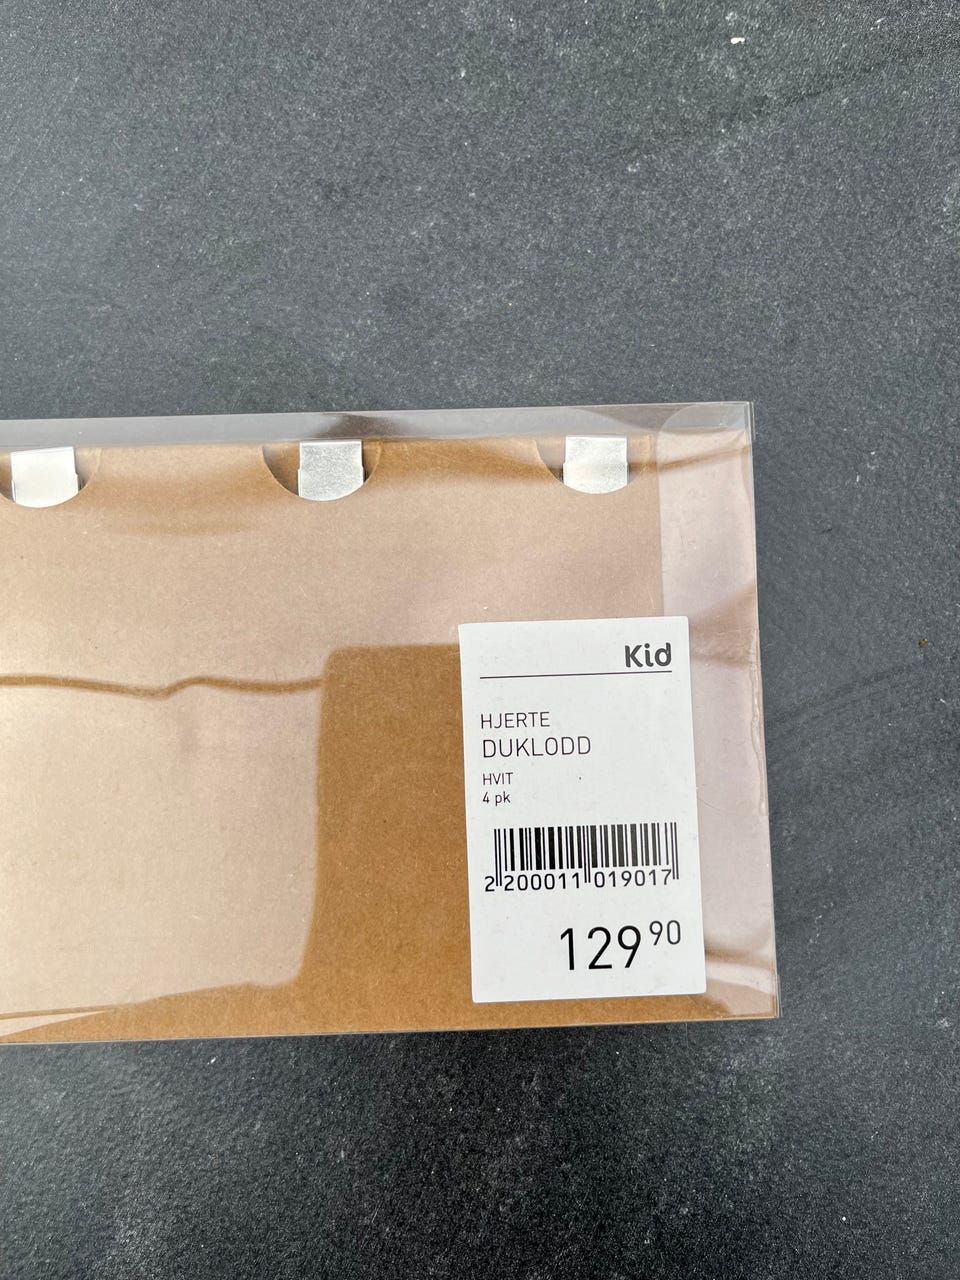 Kid
HJERTE
DUKLODD
HVIT
4 pk
2 200011 019017
129 90